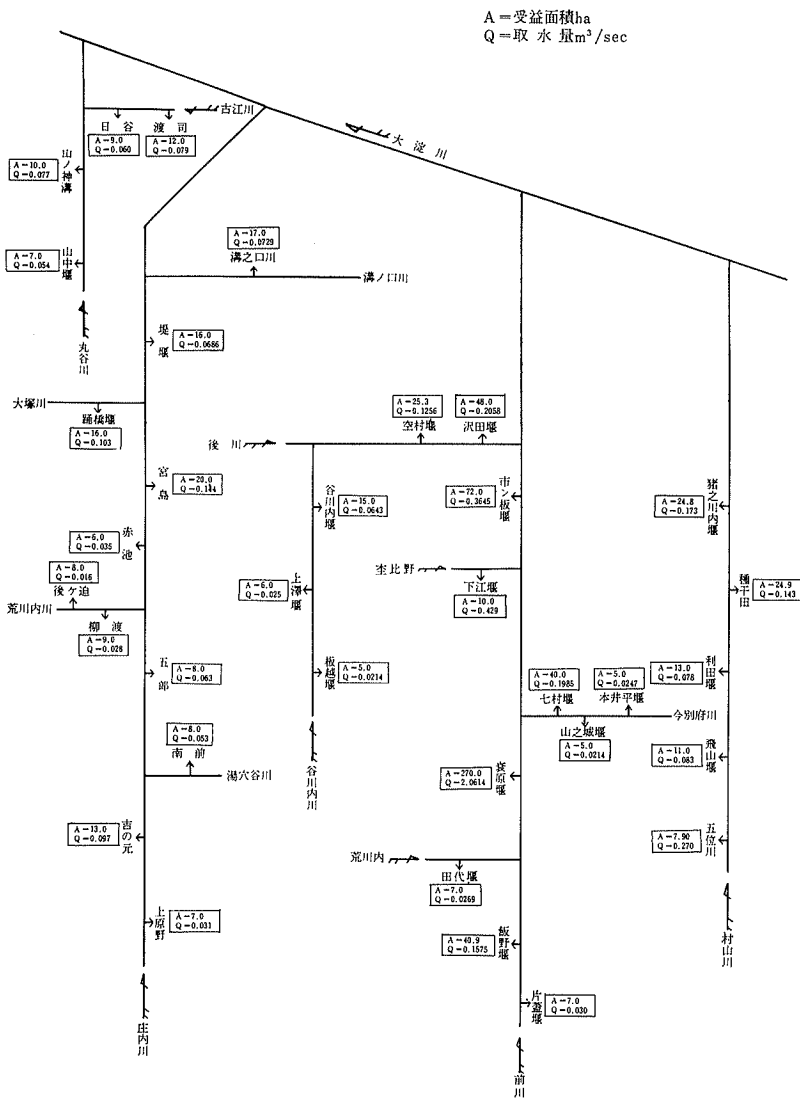 A＝受益面積ha
Q＝取水量m³/sec
大淀川
古江川
日谷
A=9.0
Q=0.060
渡司
A=12.0
Q=0.079
山ノ神溝
A=10.0
Q=0.077
山中堰
A=7.0
Q=0.054
丸谷川
A=17.0
Q=0.0729
溝之口川
溝ノ口川
堤堰
A=16.0
Q=0.0686
大塚川
踊橋堰
A=16.0
Q=0.103
宮島
A=20.0
Q=0.144
赤池
A=6.0
Q=0.035
A=8.0
Q=0.016
後ケ迫
荒川内川
柳渡
A=9.0
Q=0.028
五郎
A=8.0
Q=0.063
A=8.0
Q=0.053
南前
湯穴谷川
吉の元
A=13.0
Q=0.097
上原野
A=7.0
Q=0.031
庄内川
A=25.3
Q=0.1256
空村堰
A=48.0
Q=0.2058
沢田堰
後川
谷川内堰
A=15.0
Q=0.0643
上澤堰
A=6.0
Q=0.025
板越堰
A=5.0
Q=0.0214
谷川内川
市ン板堰
A=72.0
Q=0.3645
枩比野
下江堰
A=10.0
Q=0.429
A=40.0
Q=0.1985
七村堰
A=5.0
Q=0.0247
本井平堰
今別府川
山之城堰
A=5.0
Q=0.0214
A=270.0
Q=2.0614
荒川内
田代堰
A=7.0
Q=0.0269
飯野堰
A=40.9
Q=0.1575
片蓋堰
A=7.0
Q=0.030
前川
猪之川内堰
A=24.8
Q=0.173
種子田
A=24.9
Q=0.143
利田堰
A=13.0
Q=0.078
飛山堰
A=11.0
Q=0.083
五位川
A=7.90
Q=0.270
村山川